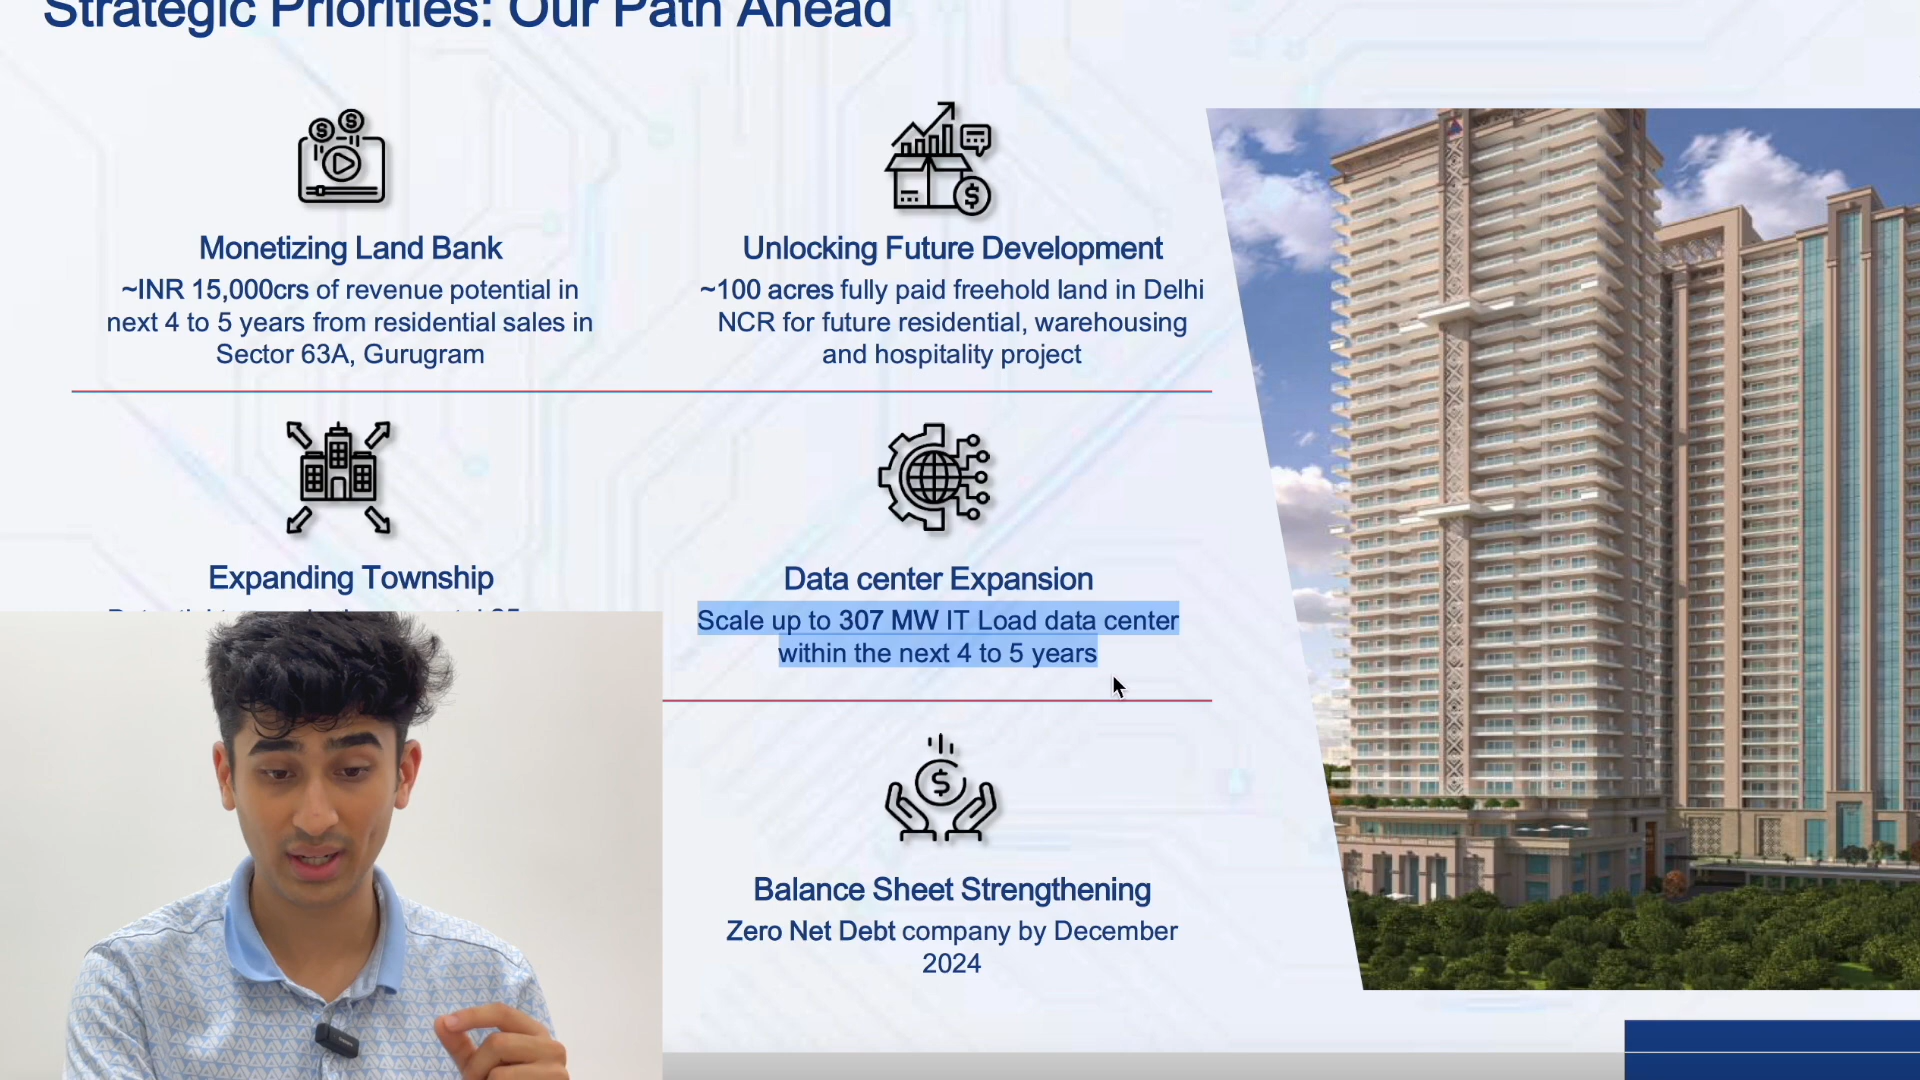 Strategic Priorities: Our Path Ahead
Monetizing Land Bank
~INR 15,000crs of revenue potential in
next 4 to 5 years from residential sales in
Sector 63A, Gurugram
Unlocking Future Development
~100 acres fully paid freehold land in Delhi
NCR for future residential, warehousing
and hospitality project
Expanding Township
Data center Expansion
Scale up to 307 MW IT Load data center
within the next 4 to 5 years
Balance Sheet Strengthening
Zero Net Debt company by December
2024